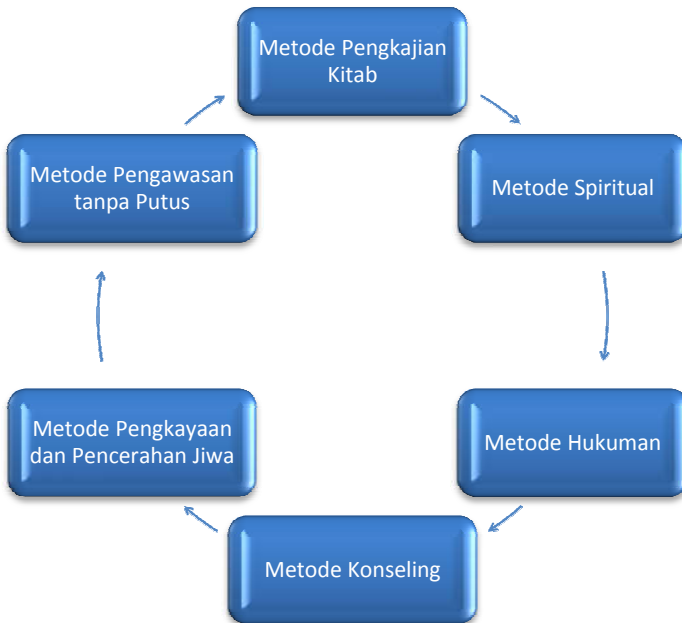 Metode Pengkajian
Kitab
Metode Spiritual
Metode Hukuman
Metode Konseling
Metode Pengkayaan
dan Pencerahan Jiwa
Metode Pengawasan
tanpa Putus